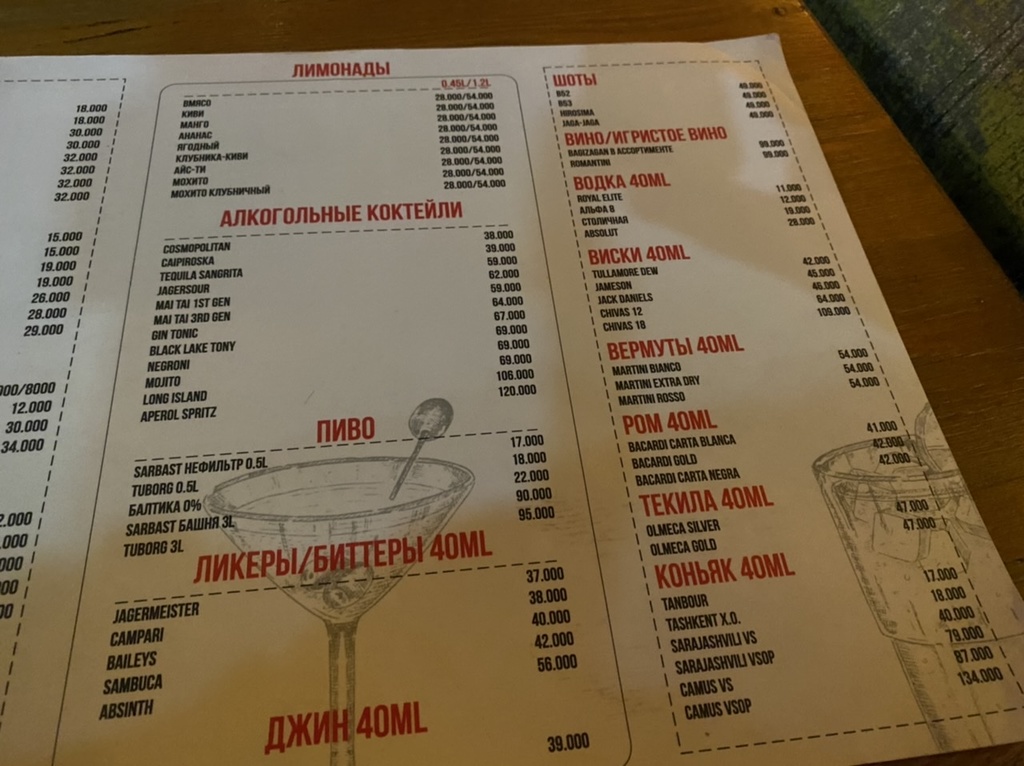 18.000
18.000
30.000
30.000
32.000
32.000
32.000
32.000
15.000
15.000
19.000
19.000
26.000
28.000
29.000
000/8000
12.000
30.000
34.000
2.000
.000
000
000
0
ЛИМОНАДЫ
0,45L/1,2L
ВМЯСО 28.000/54.000
КИВИ 28.000/54.000
МАНГО 28.000/54.000
АНАНАС 28.000/54.000
ЯГОДНЫЙ 28.000/54.000
КЛУБНИКА-КИВИ 28.000/54.000
АЙС-ТИ 28.000/54.000
МОХИТО 28.000/54.000
МОХИТО КЛУБНИЧНЫЙ
АЛКОГОЛЬНЫЕ КОКТЕЙЛИ
COSMOPOLITAN 38.000
CAIPIROSKA 39.000
TEQUILA SANGRITA 59.000
JAGERSOUR 62.000
MAI TAI 1ST GEN 59.000
MAI TAI 3RD GEN 64.000
GIN TONIC 67.000
BLACK LAKE TONY 69.000
NEGRONI 69.000
MOJITO 69.000
LONG ISLAND 106.000
APEROL SPRITZ 120.000
ПИВО
SARBAST НЕФИЛЬТР 0.5L 17.000
TUBORG 0.5L 18.000
БАЛТИКА 0% 22.000
SARBAST БАШНЯ 3L 90.000
TUBORG 3L 95.000
ЛИКЕРЫ/БИТТЕРЫ 40ML
JAGERMEISTER 37.000
CAMPARI 38.000
BAILEYS 40.000
SAMBUCA 42.000
ABSINTH 56.000
ДЖИН 40ML
39.000
ШОТЫ
B52 49.000
B53 49.000
HIROSIMA 49.000
JAGA-JAGA 49.000
ВИНО/ИГРИСТОЕ ВИНО
BAGIZAGAN В АССОРТИМЕНТЕ 99.000
ROMANTINI 99.000
ВОДКА 40ML
ROYAL ELITE 11.000
АЛЬФА 8 12.000
СТОЛИЧНАЯ 19.000
ABSOLUT 28.000
ВИСКИ 40ML
TULLAMORE DEW 42.000
JAMESON 45.000
JACK DANIELS 46.000
CHIVAS 12 64.000
CHIVAS 18 109.000
ВЕРМУТЫ 40ML
MARTINI BIANCO 54.000
MARTINI EXTRA DRY 54.000
MARTINI ROSSO 54.000
РОМ 40ML
BACARDI CARTA BLANCA 41.000
BACARDI GOLD 42.000
BACARDI CARTA NEGRA 42.000
ТЕКИЛА 40ML
OLMECA SILVER 47.000
OLMECA GOLD 47.000
КОНЬЯК 40ML
TANBOUR 17.000
TASHKENT X.O. 18.000
SARAJASHVILI VS 40.000
SARAJASHVILI VSOP 79.000
CAMUS VS 87.000
CAMUS VSOP 134.000